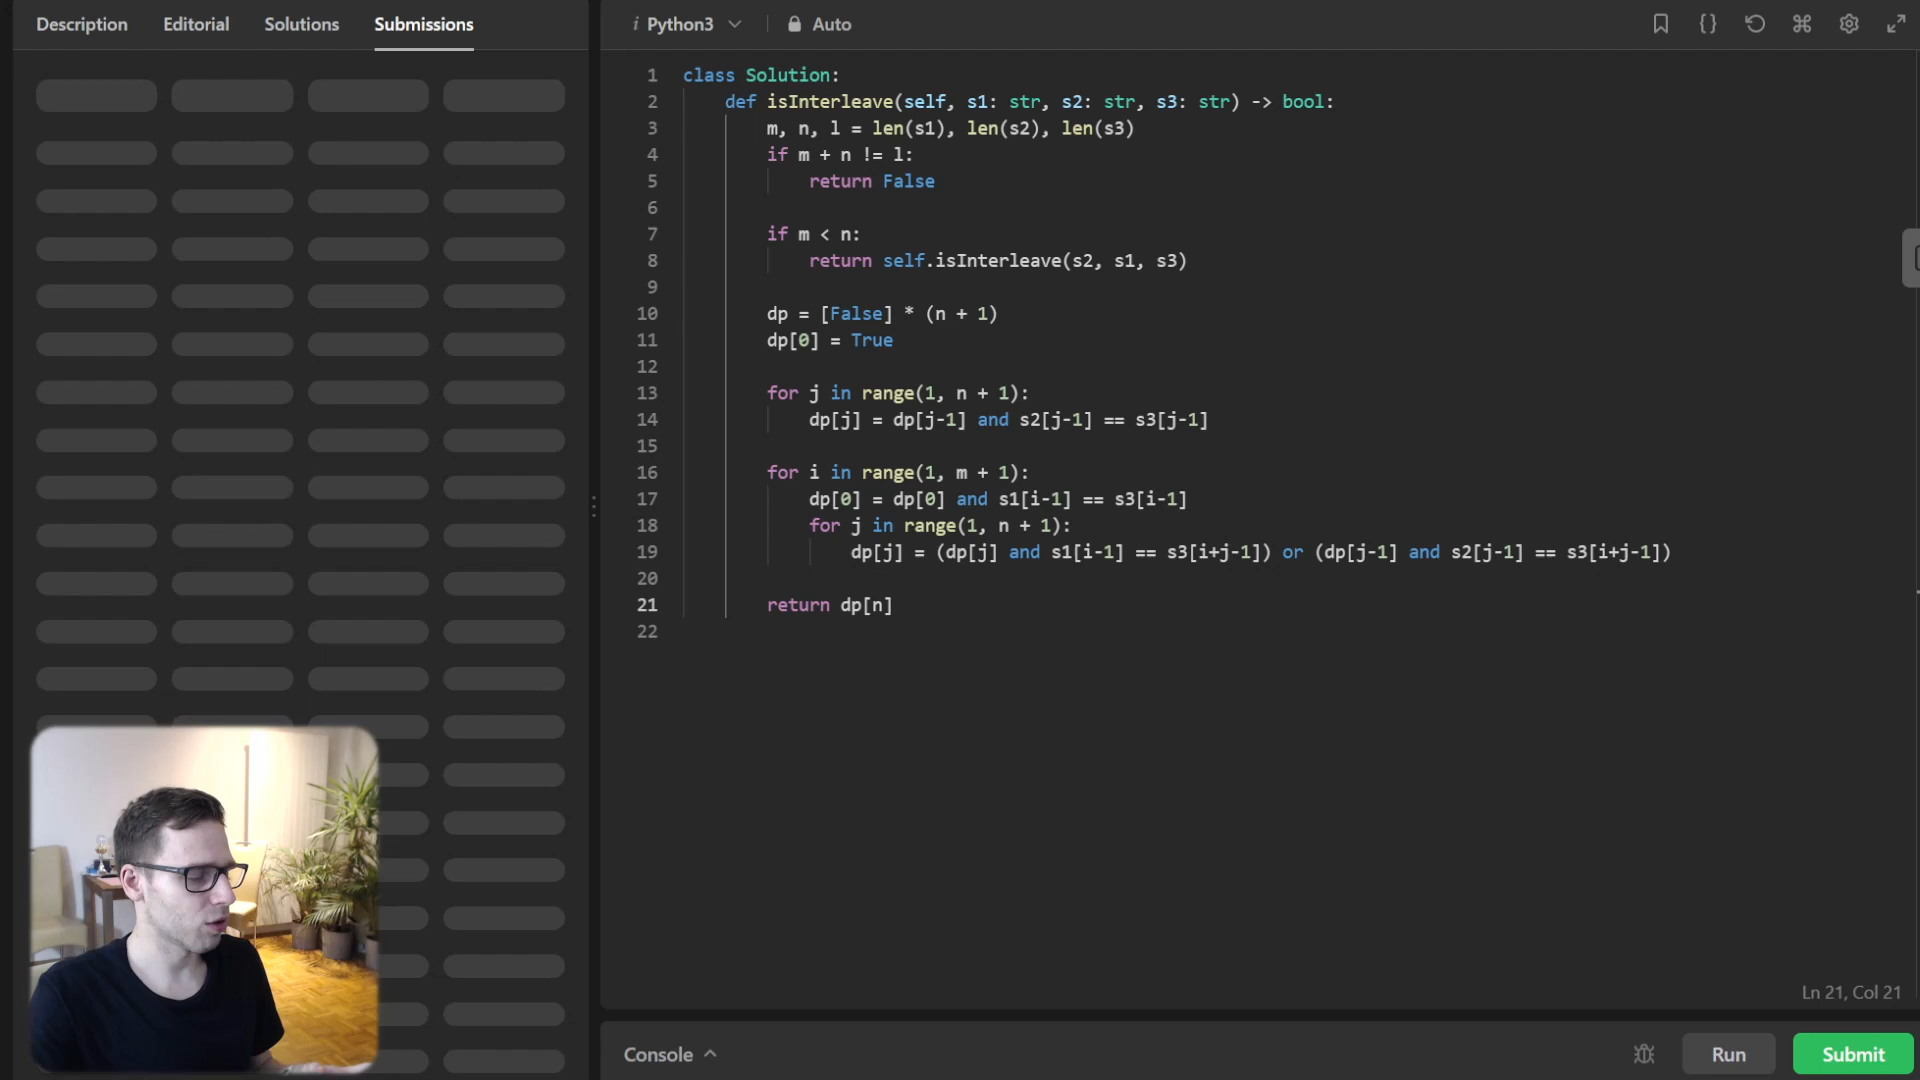 Description Editorial Solutions Submissions
i Python3 Auto {}
1 class Solution:
2 def isInterleave(self, s1: str, s2: str, s3: str) -> bool:
3 m, n, l = len(s1), len(s2), len(s3)
4 if m + n != l:
5 return False
6
7 if m < n:
8 return self.isInterleave(s2, s1, s3)
9
10 dp = [False] * (n + 1)
11 dp[0] = True
12
13 for j in range(1, n + 1):
14 dp[j] = dp[j-1] and s2[j-1] == s3[j-1]
15
16 for i in range(1, m + 1):
17 dp[0] = dp[0] and s1[i-1] == s3[i-1]
18 for j in range(1, n + 1):
19 dp[j] = (dp[j] and s1[i-1] == s3[i+j-1]) or (dp[j-1] and s2[j-1] == s3[i+j-1])
20
21 return dp[n]
22
Ln 21, Col 21
Console Run Submit